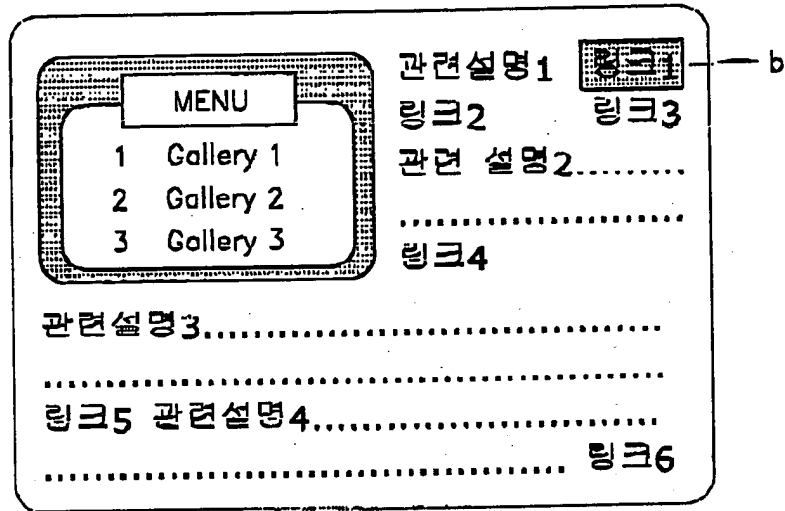 관련설명1 링크1 b
MENU
링크2 링크3
1 Gallery 1
관련 설명2.........
2 Gallery 2
3 Gallery 3
링크4
관련설명3.......................................
링크5 관련설명4.............................
링크6